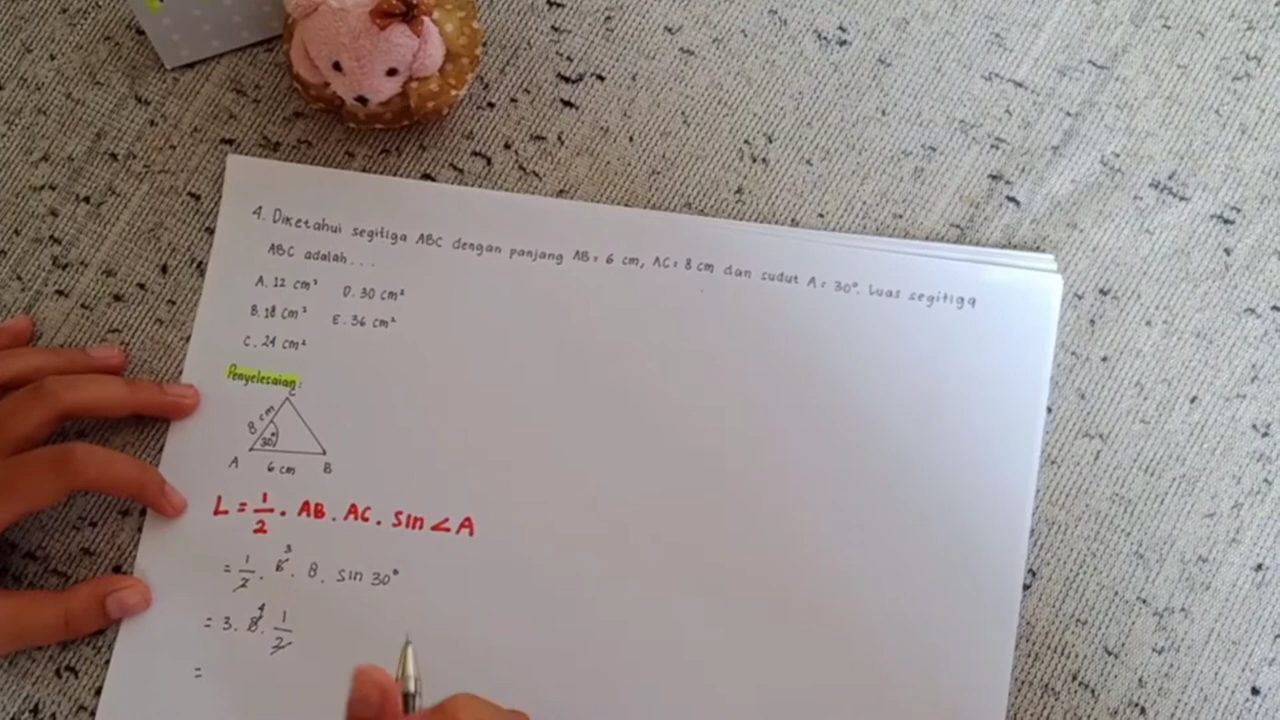 4. Diketahui segitiga ABC dengan panjang AB = 6 cm, AC = 8 cm dan sudut A = 30°. Luas segitiga
ABC adalah...
A. 12 cm² D. 30 cm²
B. 18 cm² E. 36 cm²
C. 24 cm²
Penyelesaian:
C
8 cm
30°
A 6 cm B
L = 1/2 . AB . AC . sin ∠ A
= 1/2 . 6 3 . 8 . sin 30°
= 3 . 8 4 . 1/2
=